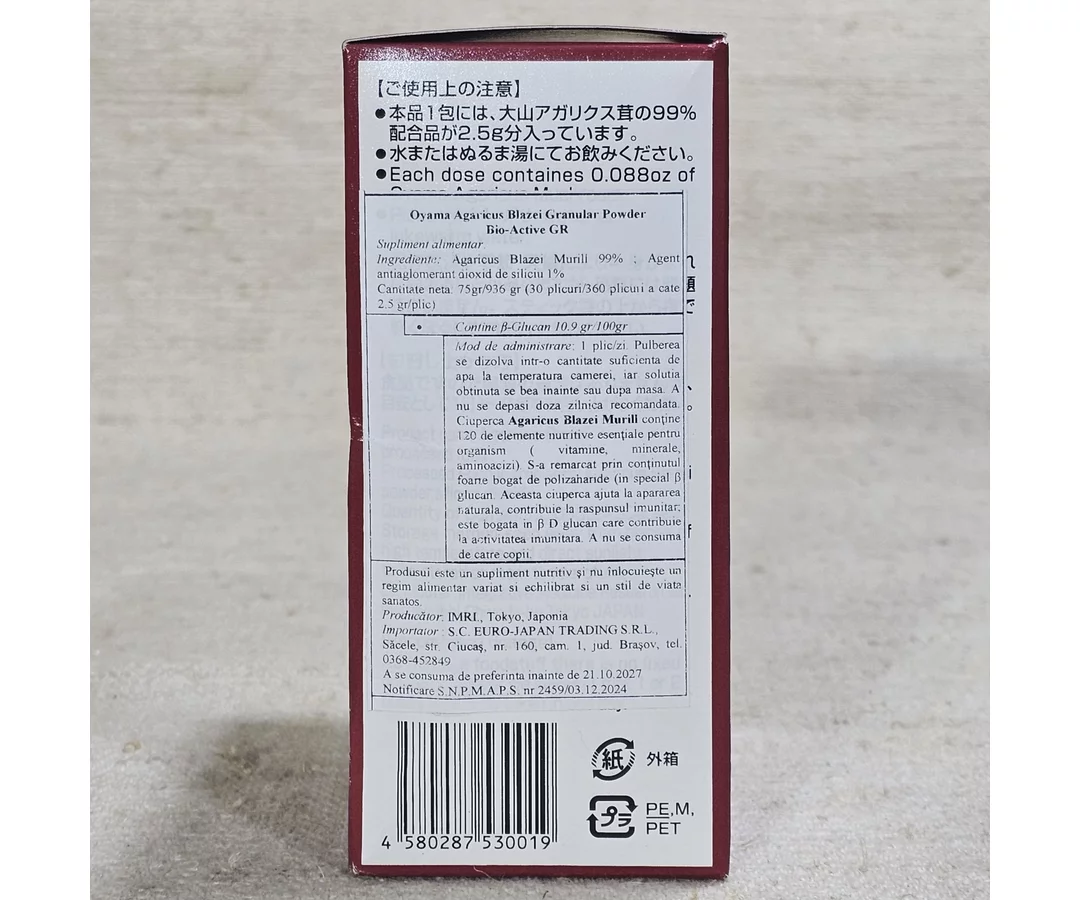 【ご使用上の注意】
●本品1包には、大山アガリクス茸の99%
配合品が2.5g分入っています。
●水またはぬるま湯にてお飲みください。
●Each dose containes 0.088oz of
Oyama Agaricus Blazei Granular Powder
Bio-Active GR
Supliment alimentar
Ingrediente: Agaricus Blazei Murill 99% ; Agent
antiaglomerant dioxid de siliciu 1%
Cantitate neta: 75gr/936 gr (30 plicuri/360 plicuri a cate
2.5 gr/plic)
• Contine β-Glucan 10.9 gr/100gr
Mod de administrare: 1 plic/zi. Pulberea
se dizolva intr-o cantitate suficienta de
apa la temperatura camerei, iar solutia
obtinuta se bea inainte sau dupa masa. A
nu se depasi doza zilnica recomandata.
Ciuperca Agaricus Blazei Murill conţine
120 de elemente nutritive esenţiale pentru
organism ( vitamine, minerale,
aminoacizi). S-a remarcat prin conţinutul
foarte bogat de polizaharide (in special β
glucan. Aceasta ciuperca ajuta la apararea
naturala, contribuie la raspunsul imunitar;
este bogata in β D glucan care contribuie
la activitatea imunitara. A nu se consuma
de catre copii.
Produsul este un supliment nutritiv şi nu înlocuieşte un
regim alimentar variat si echilibrat si un stil de viata
sanatos.
Producător: IMRI., Tokyo, Japonia
Importator : S.C. EURO-JAPAN TRADING S.R.L.,
Săcele, str. Ciucaş, nr. 160, cam. 1, jud. Braşov, tel.
0368-452849
A se consuma de preferinta inainte de 21.10.2027
Notificare S.N.P.M.A.P.S. nr 2459/03.12.2024
紙 外箱
プラ PE,M,
PET
4 580287 530019